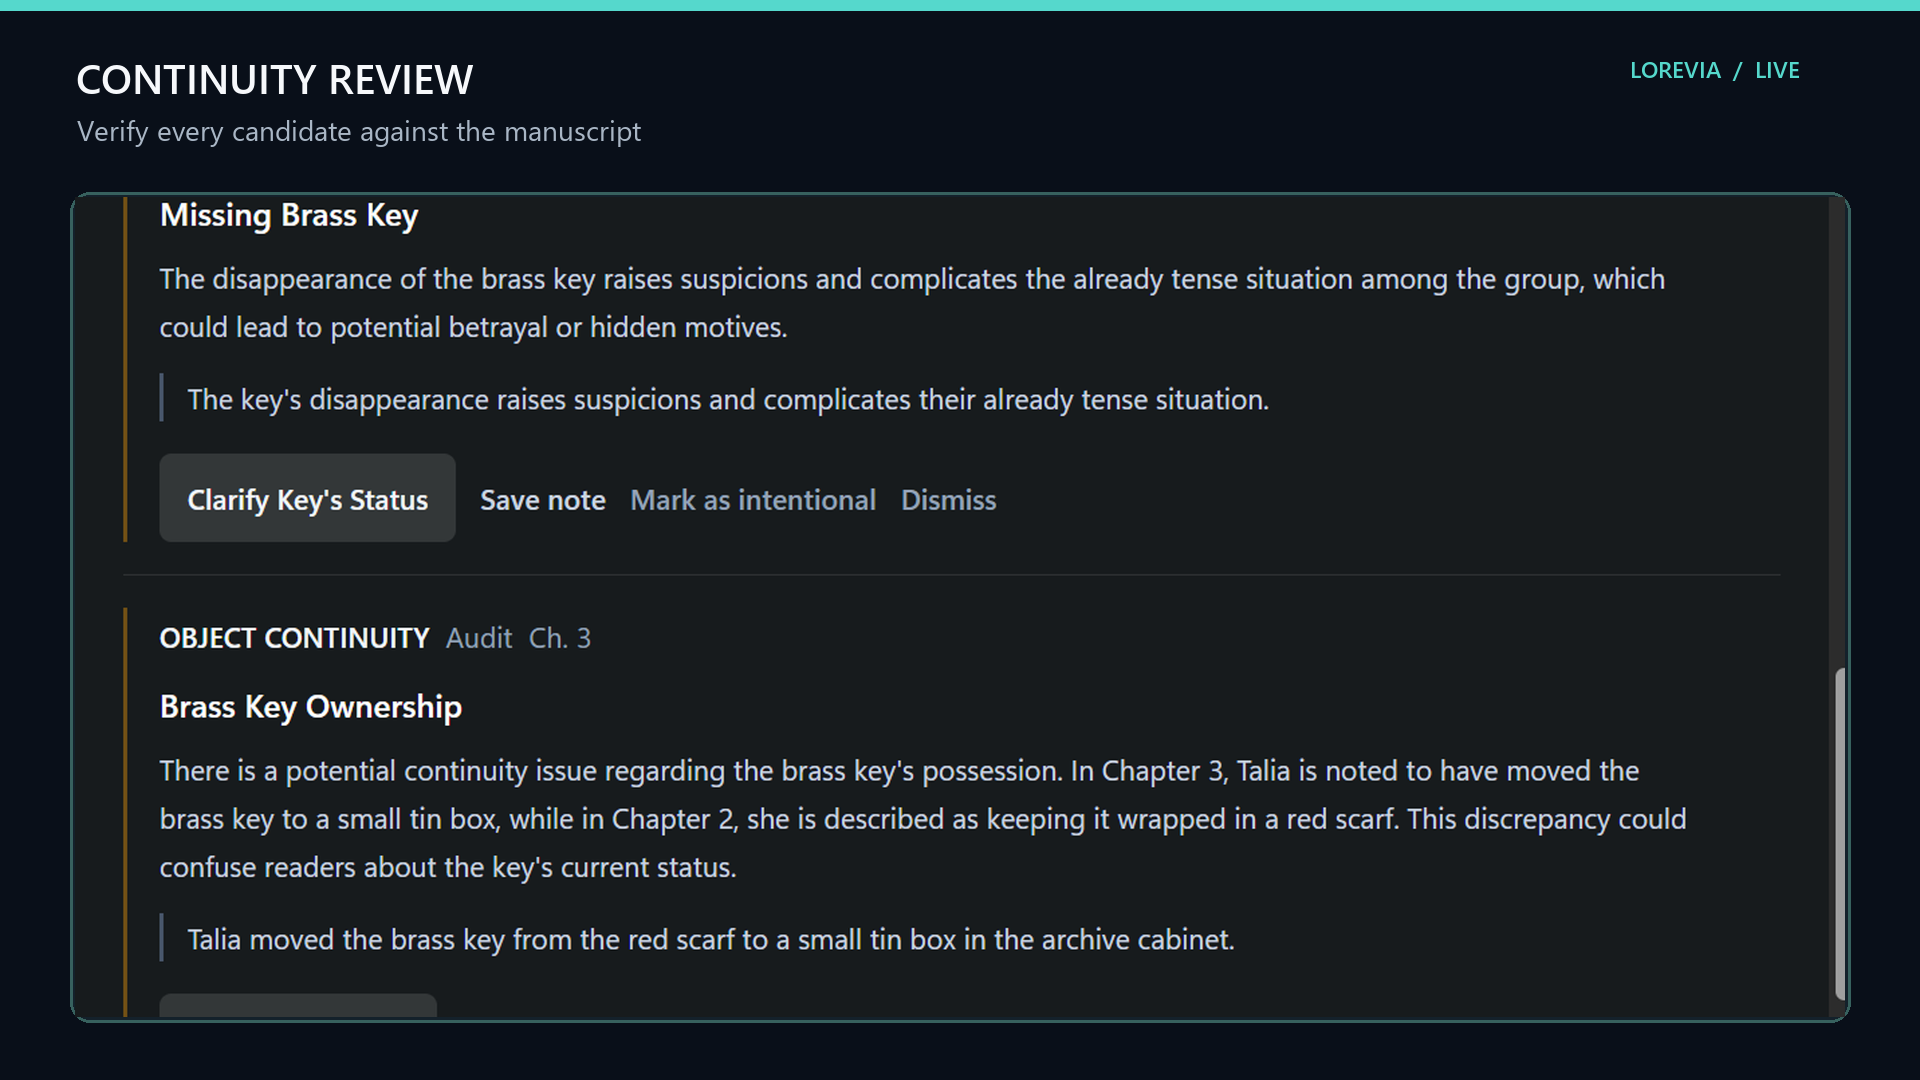 CONTINUITY REVIEW
LOREVIA / LIVE
Verify every candidate against the manuscript
Missing Brass Key
The disappearance of the brass key raises suspicions and complicates the already tense situation among the group, which
could lead to potential betrayal or hidden motives.
The key's disappearance raises suspicions and complicates their already tense situation.
Clarify Key's Status Save note Mark as intentional Dismiss
OBJECT CONTINUITY Audit Ch. 3
Brass Key Ownership
There is a potential continuity issue regarding the brass key's possession. In Chapter 3, Talia is noted to have moved the
brass key to a small tin box, while in Chapter 2, she is described as keeping it wrapped in a red scarf. This discrepancy could
confuse readers about the key's current status.
Talia moved the brass key from the red scarf to a small tin box in the archive cabinet.